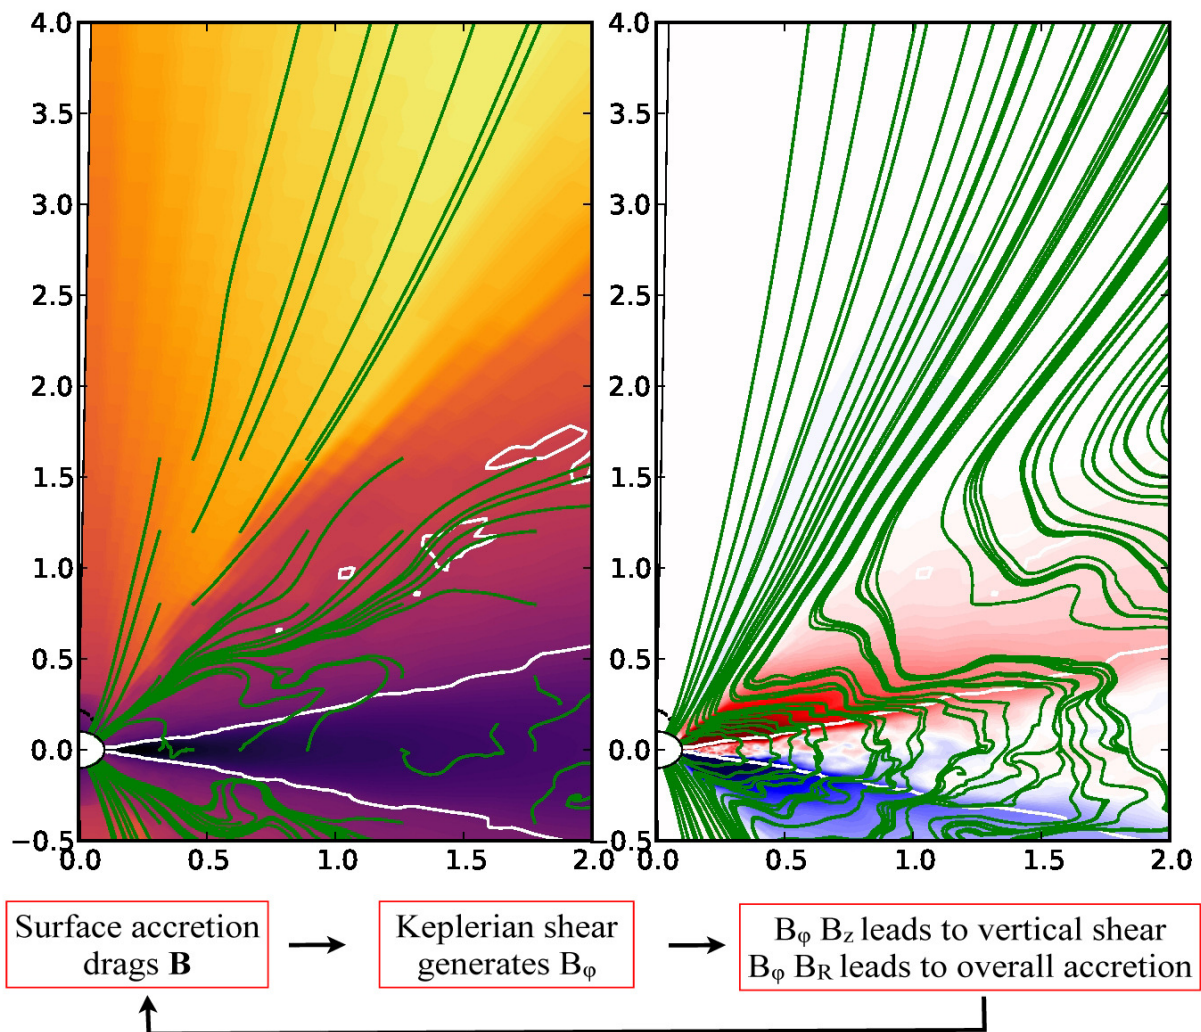 4.0
3.5
3.0
2.5
2.0
1.5
1.0
0.5
0.0
−0.5
0.0 0.5 1.0 1.5 2.0
4.0
3.5
3.0
2.5
2.0
1.5
1.0
0.5
0.0
−0.5
0.0 0.5 1.0 1.5 2.0
Surface accretion
drags B
Keplerian shear
generates Bφ
Bφ Bz leads to vertical shear
Bφ BR leads to overall accretion